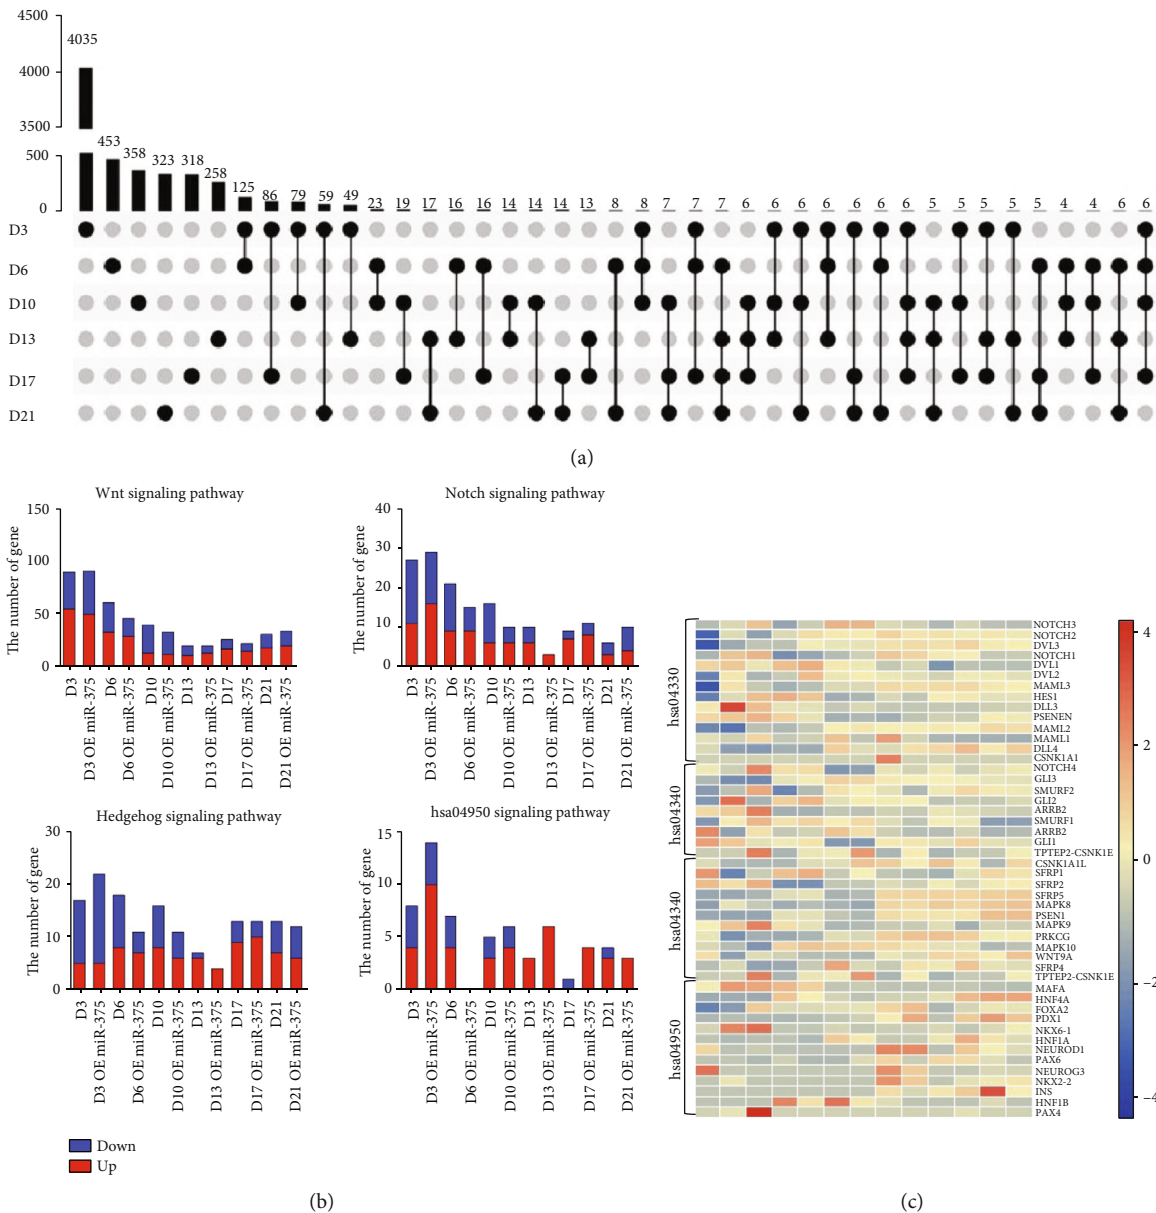 4500
4000
3500
500
0
4035
453
358
323
318
258
125
86
79
59
49
23
19
17
16
16
14
14
14
13
8
8
7
7
7
6
6
6
6
6
6
6
5
5
5
5
5
4
4
6
6
D3
D6
D10
D13
D17
D21
(a)
Wnt signaling pathway
The number of gene
150
100
50
0
D3
D3 OE miR-375
D6
D6 OE miR-375
D10
D10 OE miR-375
D13
D13 OE miR-375
D17
D17 OE miR-375
D21
D21 OE miR-375
Notch signaling pathway
The number of gene
40
30
20
10
0
D3
D3 OE miR-375
D6
D6 OE miR-375
D10
D10 OE miR-375
D13
D13 OE miR-375
D17
D17 OE miR-375
D21
D21 OE miR-375
Hedgehog signaling pathway
The number of gene
30
20
10
0
D3
D3 OE miR-375
D6
D6 OE miR-375
D10
D10 OE miR-375
D13
D13 OE miR-375
D17
D17 OE miR-375
D21
D21 OE miR-375
hsa04950 signaling pathway
The number of gene
15
10
5
0
D3
D3 OE miR-375
D6
D6 OE miR-375
D10
D10 OE miR-375
D13
D13 OE miR-375
D17
D17 OE miR-375
D21
D21 OE miR-375
Down
Up
(b)
hsa04330
hsa04340
hsa04340
hsa04950
NOTCH3
NOTCH2
DVL3
NOTCH1
DVL1
DVL2
MAML3
HES1
DLL3
PSENEN
MAML2
MAML1
DLL4
CSNK1A1
NOTCH4
GLI3
SMURF2
GLI2
ARRB2
SMURF1
ARRB2
GLI1
TPTEP2-CSNK1E
CSNK1A1L
SFRP1
SFRP2
SFRP5
MAPK8
PSEN1
MAPK9
PRKCG
MAPK10
WNT9A
SFRP4
TPTEP2-CSNK1E
MAFA
HNF4A
FOXA2
PDX1
NKX6-1
HNF1A
NEUROD1
PAX6
NEUROG3
NKX2-2
INS
HNF1B
PAX4
4
2
0
−2
−4
(c)